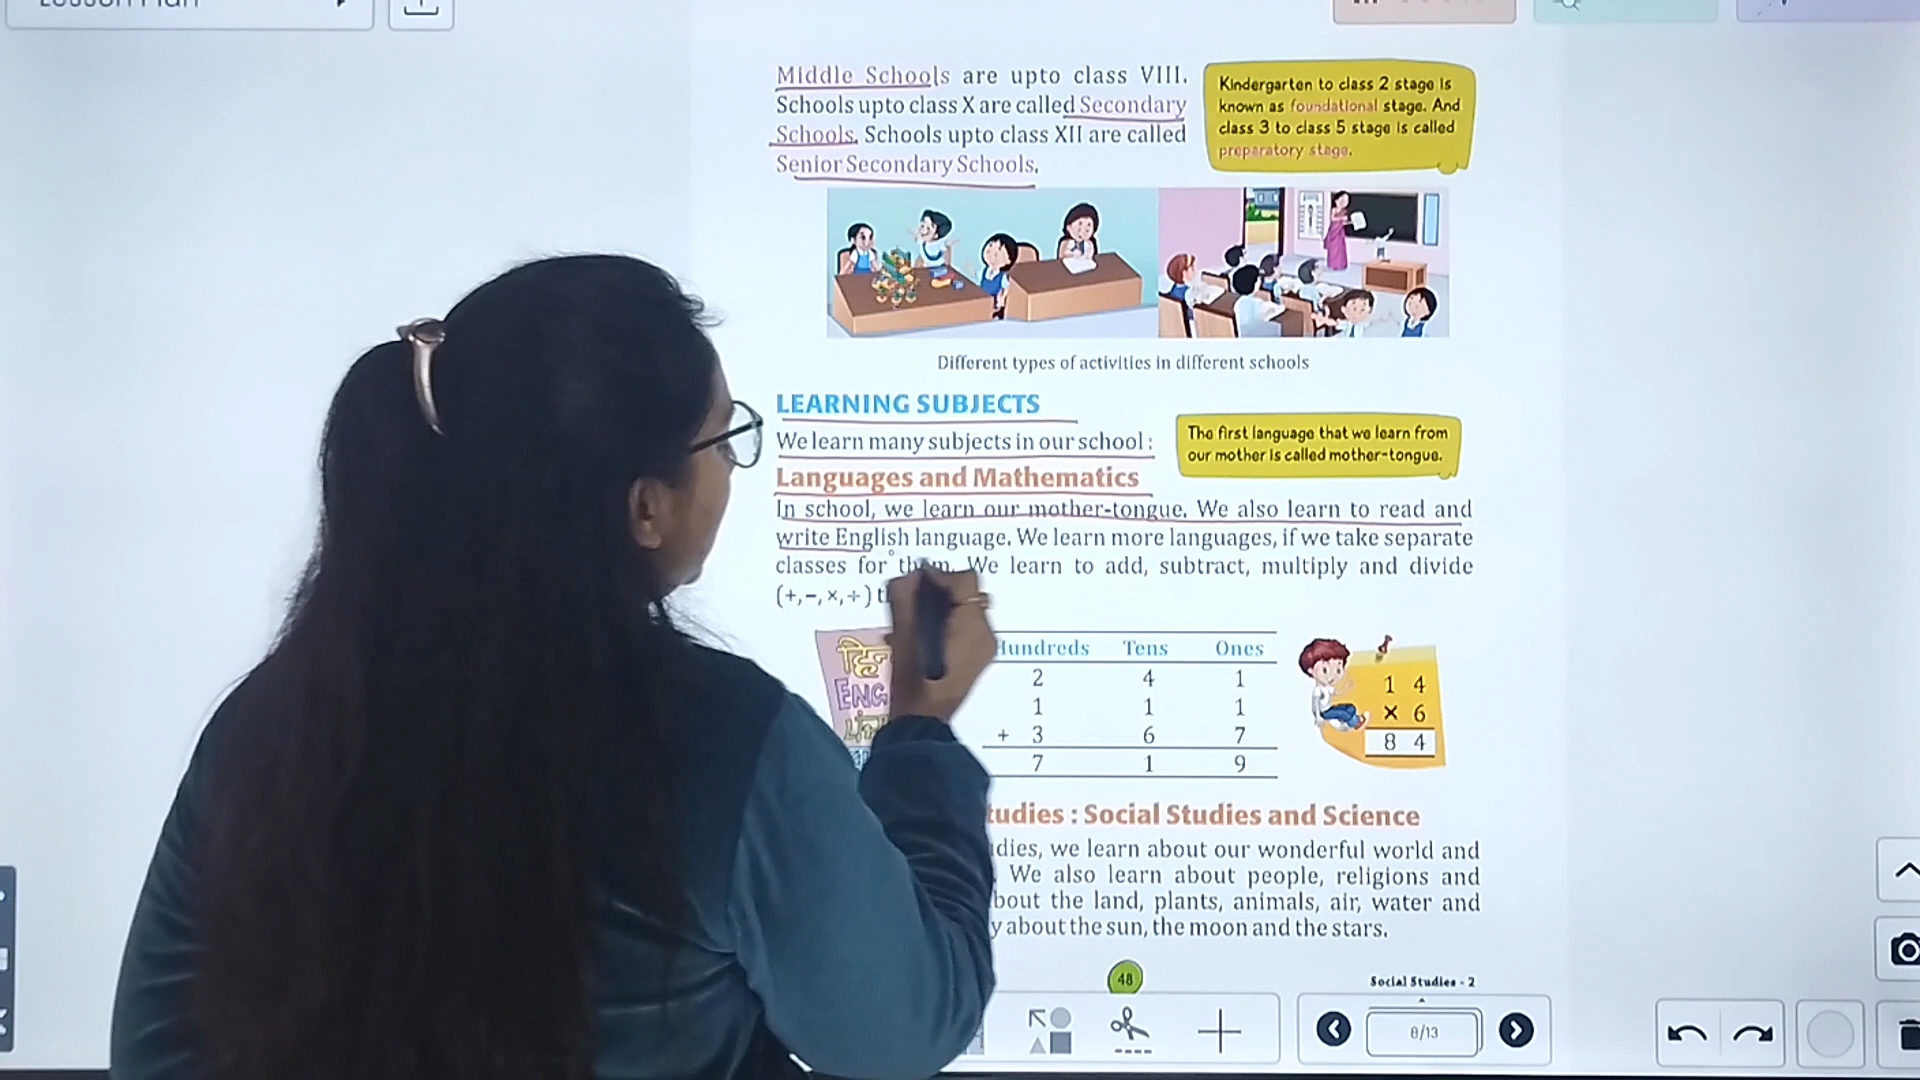 Middle Schools are upto class VIII.
Schools upto class X are called Secondary
Schools. Schools upto class XII are called
Senior Secondary Schools.
Kindergarten to class 2 stage is
known as foundational stage. And
class 3 to class 5 stage is called
preparatory stage.
Different types of activities in different schools
LEARNING SUBJECTS
We learn many subjects in our school :
The first language that we learn from
our mother is called mother-tongue.
Languages and Mathematics
In school, we learn our mother-tongue. We also learn to read and
write English language. We learn more languages, if we take separate
classes for them. We learn to add, subtract, multiply and divide
(+,−,×,÷)
Hundreds Tens Ones
2 4 1
1 1 1
+ 3 6 7
7 1 9
1 4
× 6
8 4
: Social Studies and Science
we learn about our wonderful world and
We also learn about people, religions and
the land, plants, animals, air, water and
about the sun, the moon and the stars.
48
Social Studies - 2
8/13